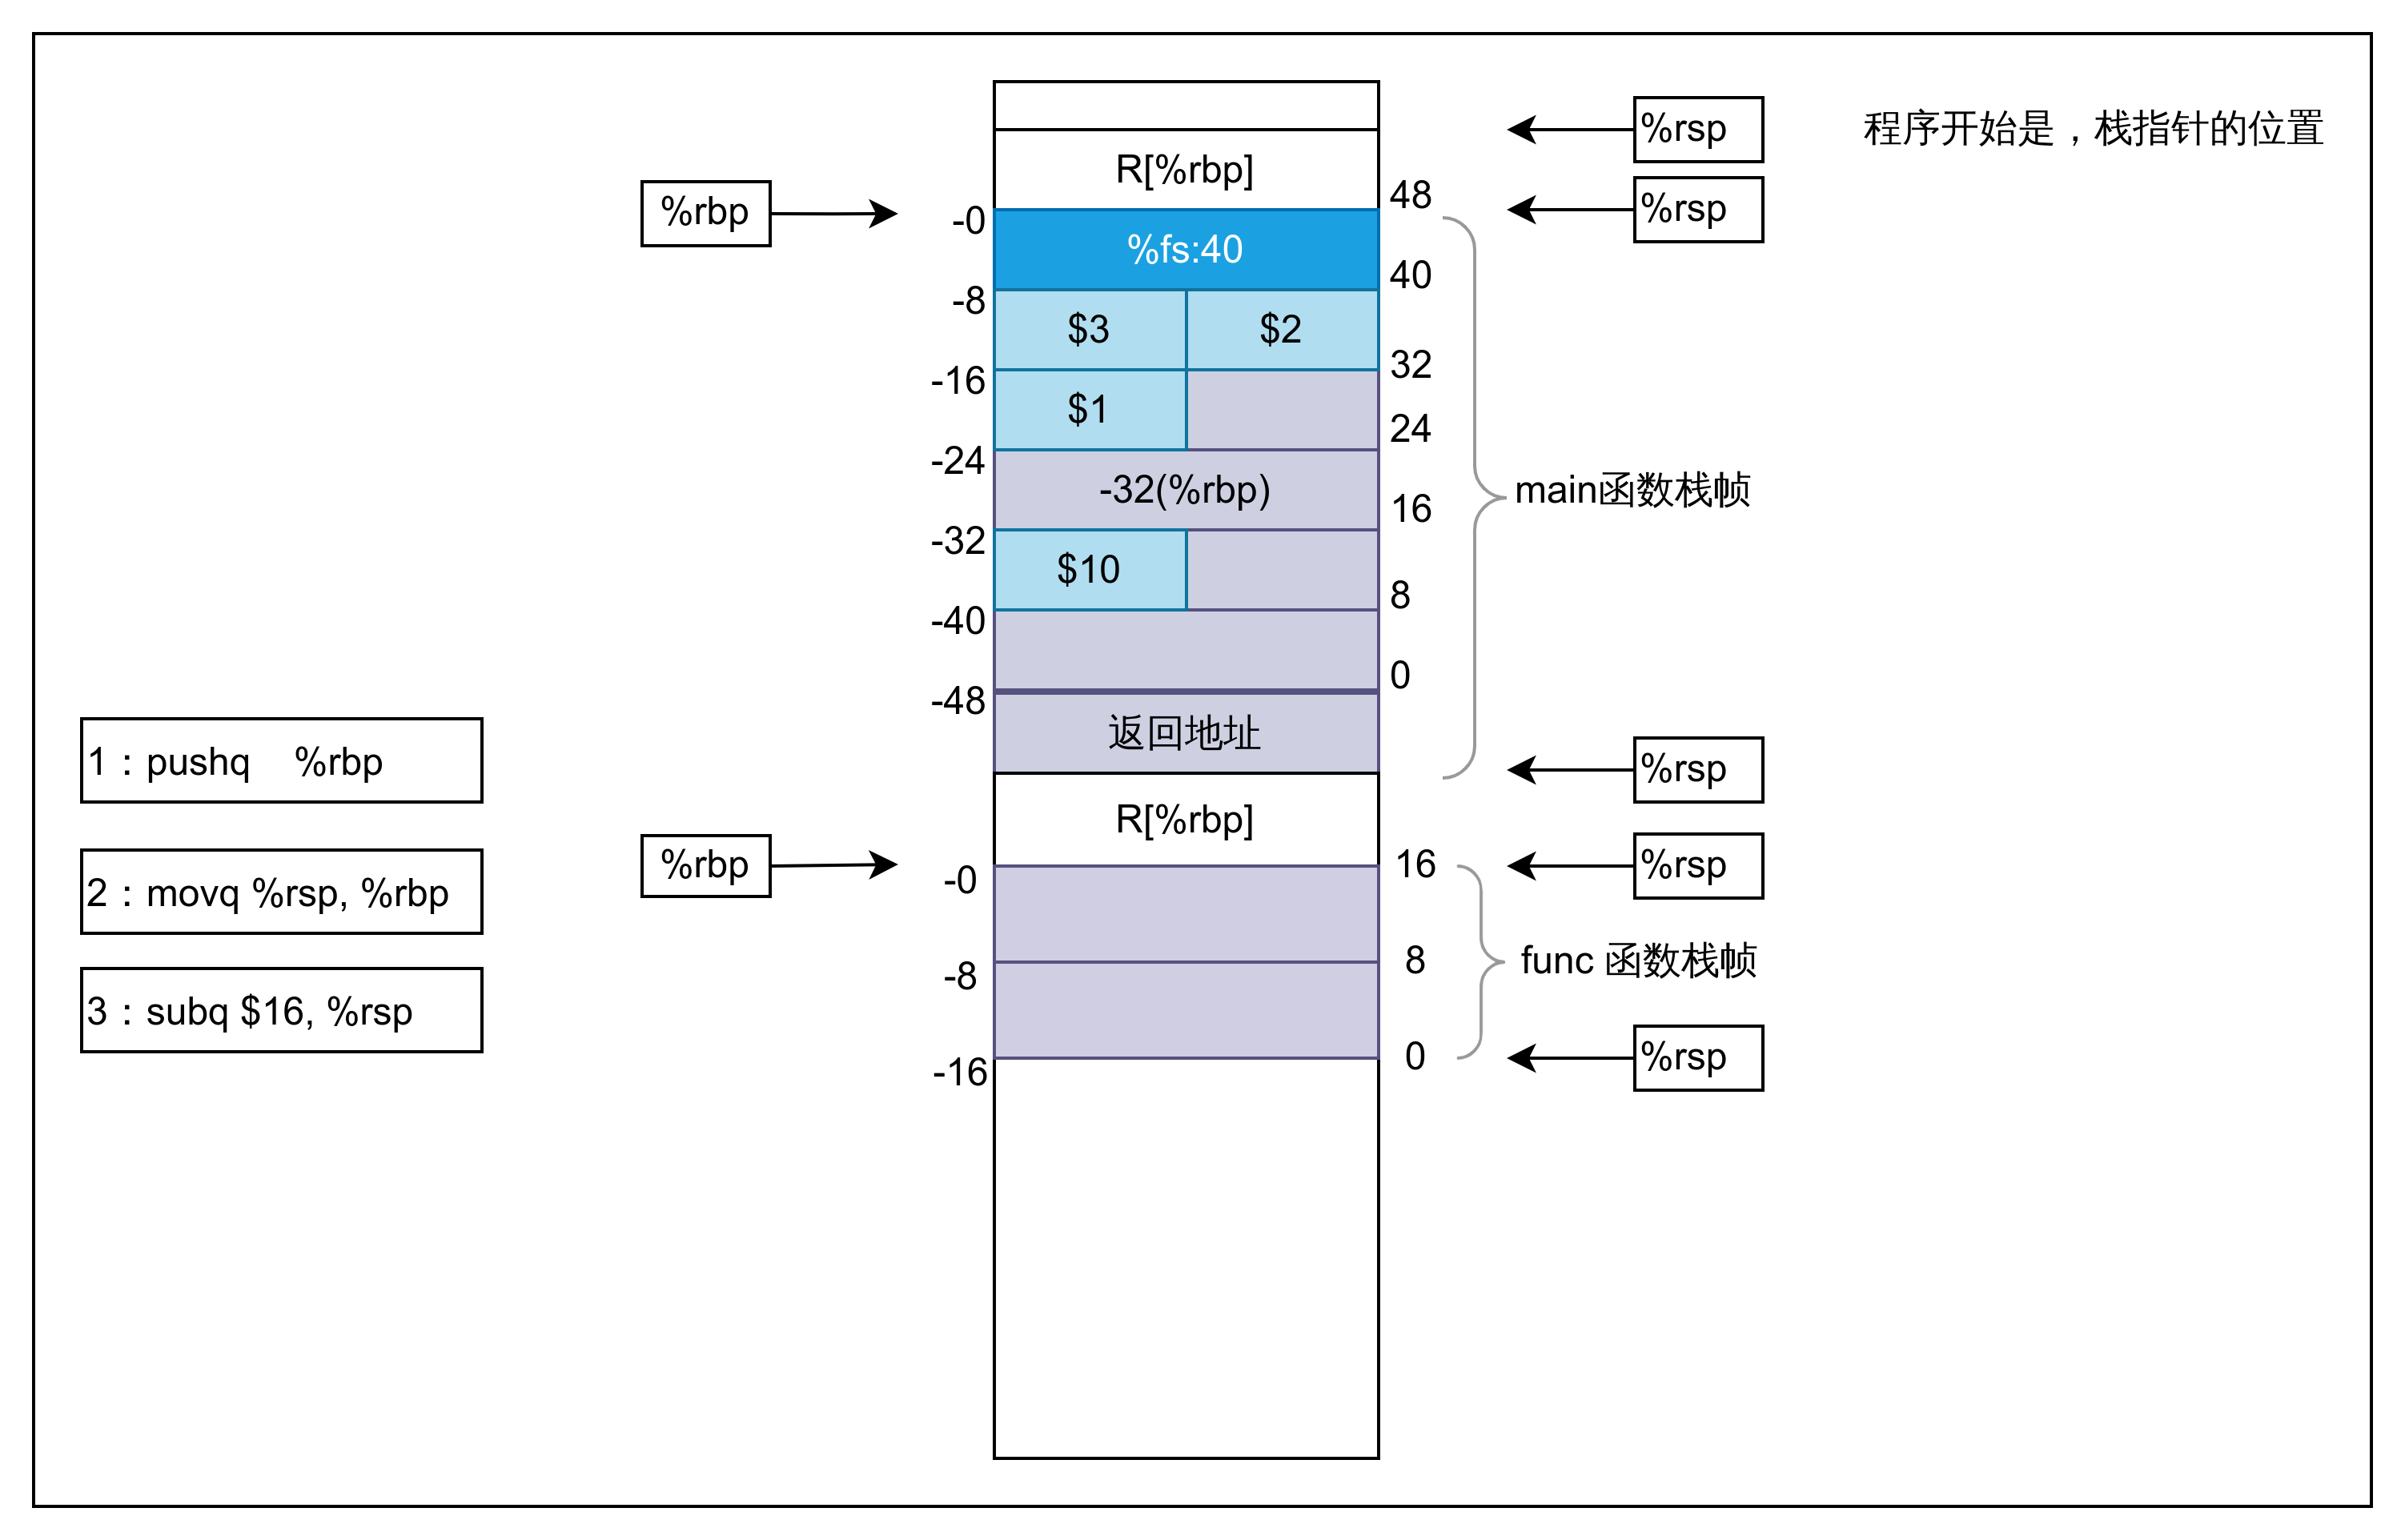 %rsp
程序开始是，栈指针的位置
R[%rbp]
%rbp
48
%rsp
-0
%fs:40
40
-8
$3
$2
32
-16
$1
24
-24
-32(%rbp)
16
main函数栈帧
-32
$10
8
-40
0
-48
返回地址
1：pushq %rbp
%rsp
R[%rbp]
2：movq %rsp, %rbp
%rbp
16
%rsp
-0
8
func 函数栈帧
-8
3：subq $16, %rsp
0
%rsp
-16